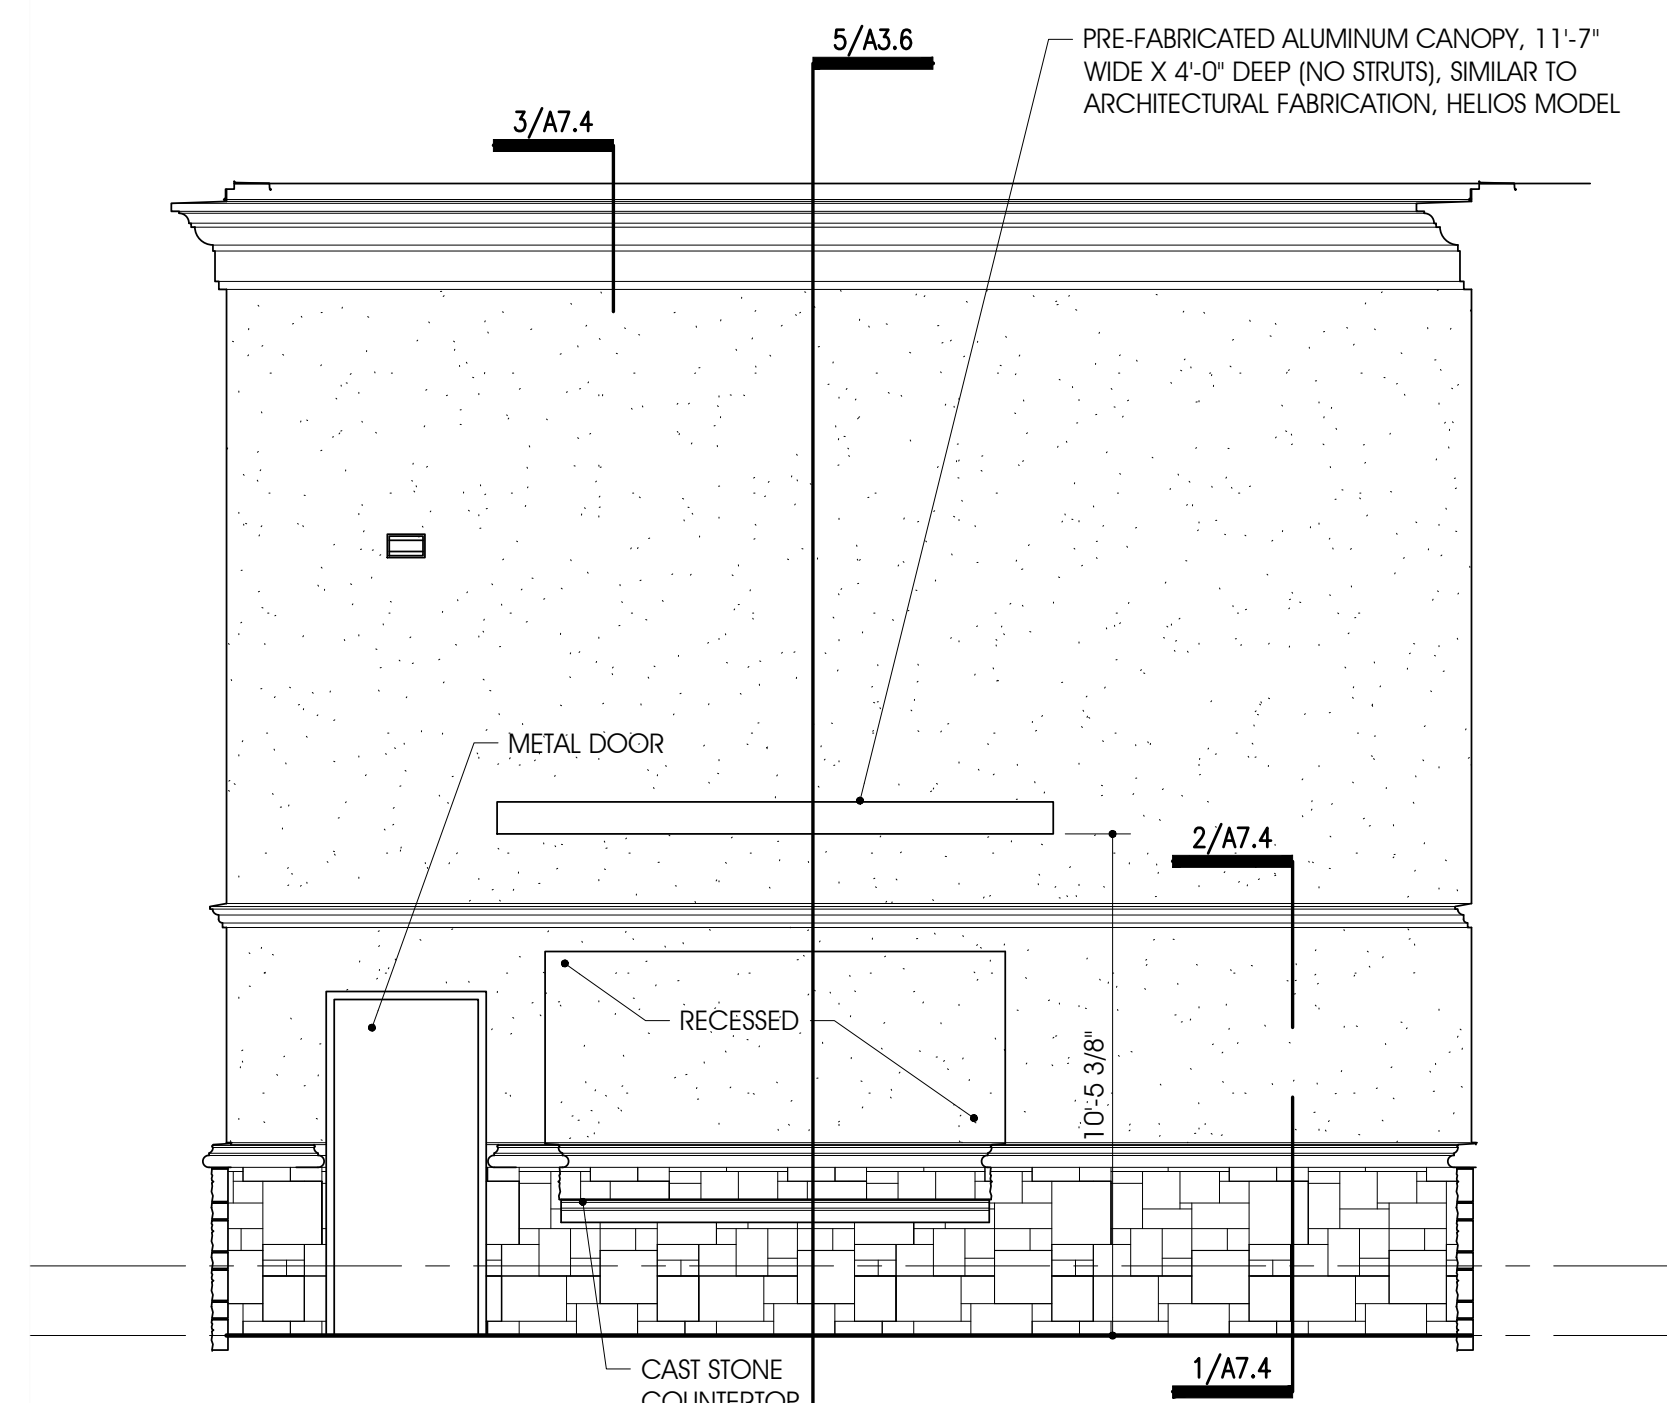 5/A3.6
PRE-FABRICATED ALUMINUM CANOPY, 11'-7"
WIDE X 4'-0" DEEP (NO STRUTS), SIMILAR TO
ARCHITECTURAL FABRICATION, HELIOS MODEL
3/A7.4
METAL DOOR
2/A7.4
RECESSED
10'-5 3/8"
CAST STONE
COUNTERTOP
1/A7.4